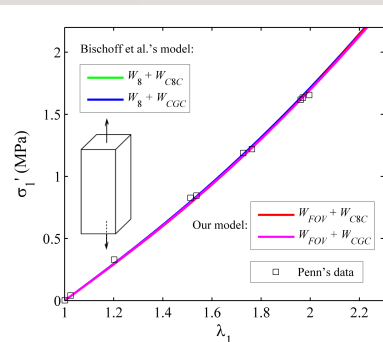 Bischoff et al.'s model:
W8 + WC8C
W8 + WCGC
Our model:
WFOV + WC8C
WFOV + WCGC
Penn's data
σ1' (MPa)
2
1.5
1
0.5
0
1
1.2
1.4
1.6
1.8
2
2.2
λ1